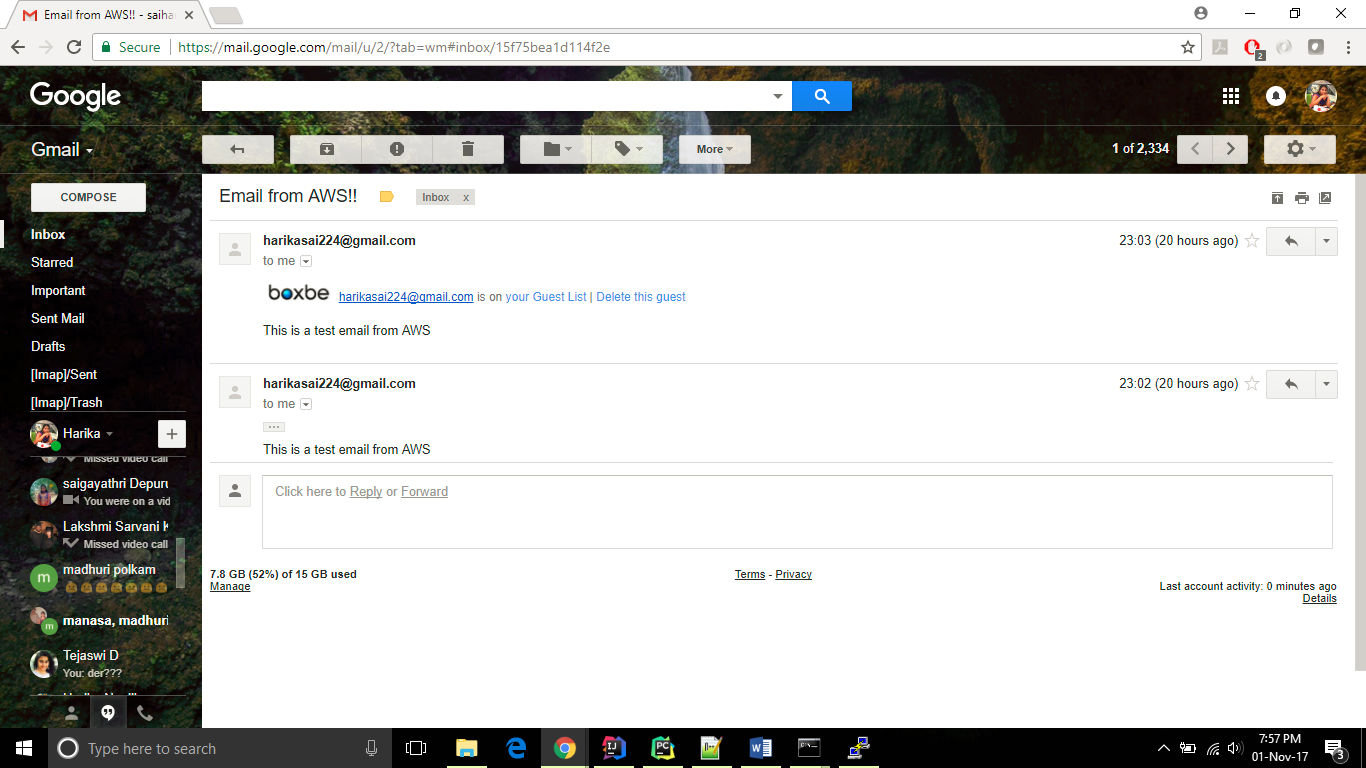 Email from AWS!! - saiha
Secure
https://mail.google.com/mail/u/2/?tab=wm#inbox/15f75bea1d114f2e
2
Google
Gmail
More
1 of 2,334
COMPOSE
Inbox
Starred
Important
Sent Mail
Drafts
[Imap]/Sent
[Imap]/Trash
Harika
Missed video call
saigayathri Depuru
You were on a vid
Lakshmi Sarvani K
Missed video call
m
madhuri polkam
m
manasa, madhuri
Tejaswi D
You: der???
Email from AWS!!
Inbox x
harikasai224@gmail.com
23:03 (20 hours ago)
to me
boxbe harikasai224@gmail.com is on your Guest List | Delete this guest
This is a test email from AWS
harikasai224@gmail.com
23:02 (20 hours ago)
to me
This is a test email from AWS
Click here to Reply or Forward
7.8 GB (52%) of 15 GB used
Manage
Terms - Privacy
Last account activity: 0 minutes ago
Details
Type here to search
IJ
PC
W
7:57 PM
01-Nov-17
3